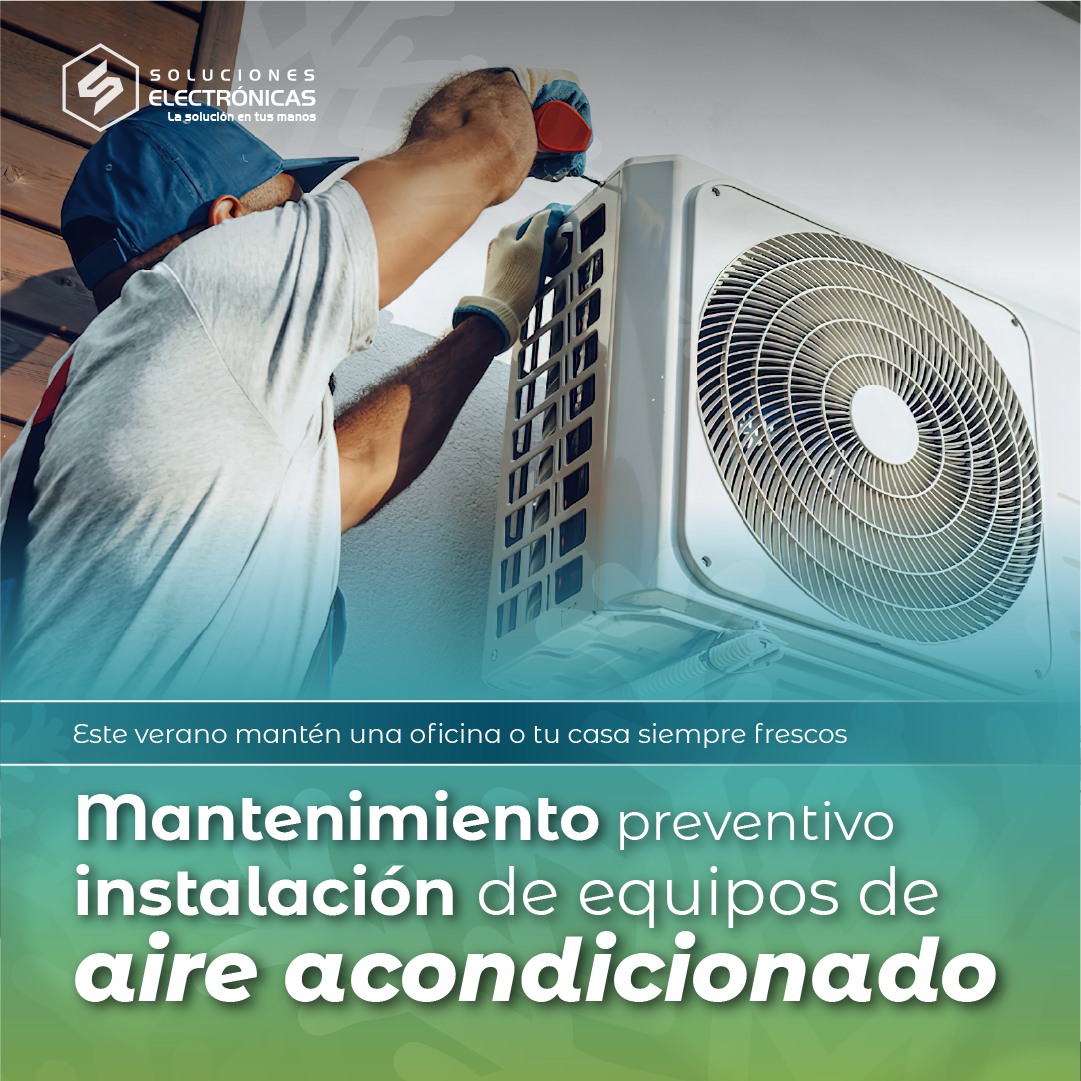 SOLUCIONES
ELECTRÓNICAS
La solución en tus manos
Este verano mantén una oficina o tu casa siempre frescos
Mantenimiento preventivo
instalación de equipos de
aire acondicionado